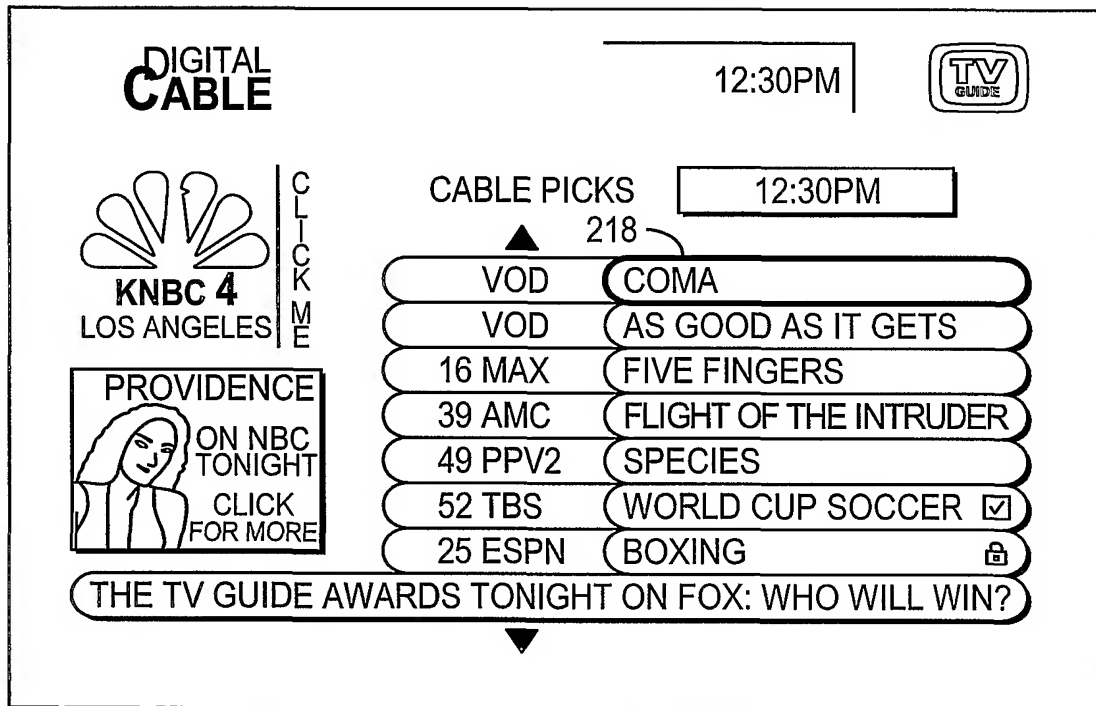 DIGITAL
CABLE
12:30PM
TV
GUIDE
KNBC 4
LOS ANGELES
CLICK ME
PROVIDENCE
ON NBC
TONIGHT
CLICK
FOR MORE
CABLE PICKS 12:30PM
218
VOD COMA
VOD AS GOOD AS IT GETS
16 MAX FIVE FINGERS
39 AMC FLIGHT OF THE INTRUDER
49 PPV2 SPECIES
52 TBS WORLD CUP SOCCER
25 ESPN BOXING
THE TV GUIDE AWARDS TONIGHT ON FOX: WHO WILL WIN?